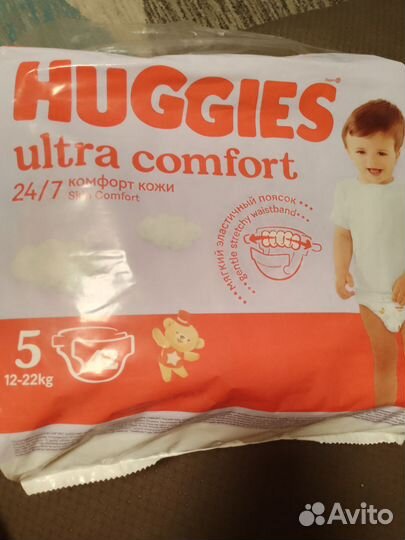 HUGGIES
ultra comfort
24/7 комфорт кожи
Skin Comfort
мягкий эластичный поясок
gentle stretchy waistband
5
12-22kg
Avito